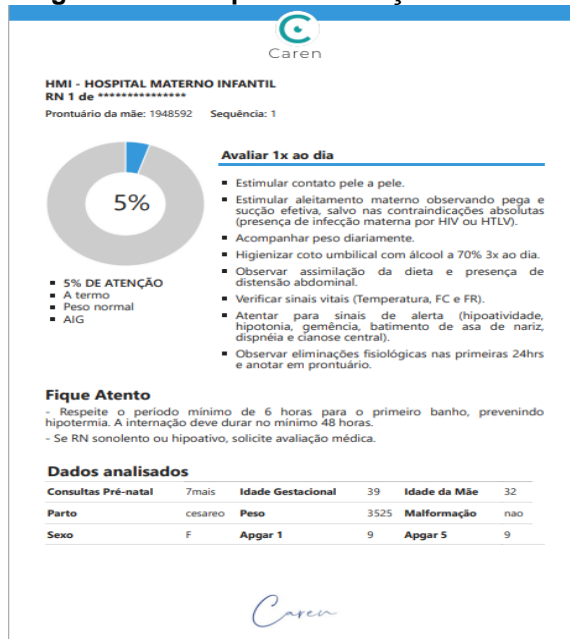 Caren
HMI - HOSPITAL MATERNO INFANTIL
RN 1 de ***************
Prontuário da mãe: 1948592 Sequência: 1
5%
▪ 5% DE ATENÇÃO
▪ A termo
▪ Peso normal
▪ AIG
Avaliar 1x ao dia
▪ Estimular contato pele a pele.
▪ Estimular aleitamento materno observando pega e
sucção efetiva, salvo nas contraindicações absolutas
(presença de infecção materna por HIV ou
HTLV).
▪ Acompanhar peso diariamente.
▪ Higienizar coto umbilical com álcool a 70% 3x ao dia.
▪ Observar assimilação da dieta e presença de
distensão abdominal.
▪ Verificar sinais vitais (Temperatura, FC e FR).
▪ Atentar para sinais de alerta (hipoatividade,
hipotonia, gemência, batimento de asa de nariz,
dispnéia e cianose central).
▪ Observar eliminações fisiológicas nas primeiras 24hrs
e anotar em prontuário.
Fique Atento
- Respeite o período mínimo de 6 horas para o primeiro banho, prevenindo
hipotermia. A internação deve durar no mínimo 48 horas.
- Se RN sonolento ou hipoativo, solicite avaliação médica.
Dados analisados
Consultas Pré-natal 7mais Idade Gestacional 39 Idade da Mãe 32
Parto cesareo Peso 3525 Malformação nao
Sexo F Apgar 1 9 Apgar 5 9
Caren